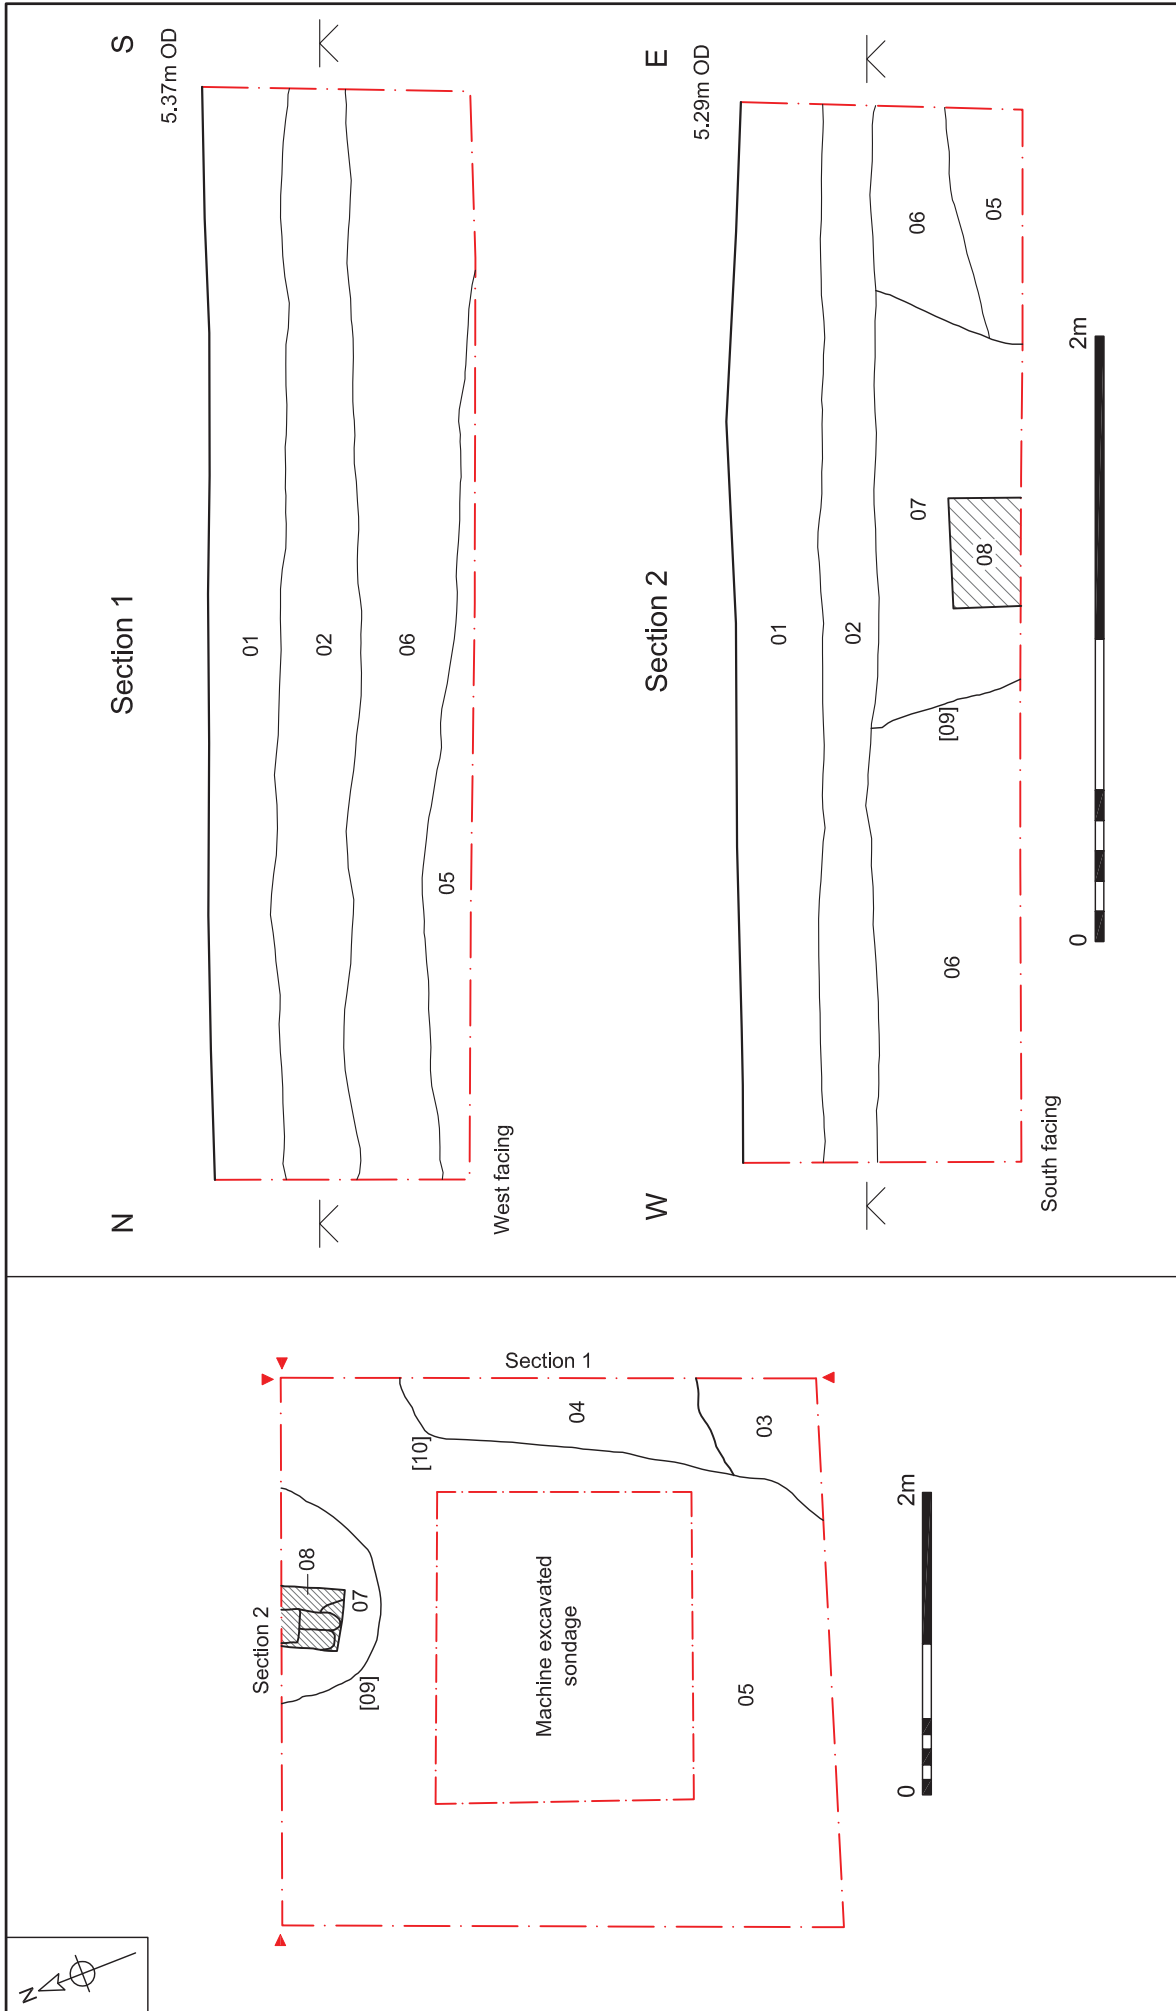 N
Section 2
Section 1
[09]
07
08
[10]
04
03
Machine excavated
sondage
05
0
2m
Section 1
N
S
5.37m OD
01
02
06
05
West facing
Section 2
W
E
5.29m OD
01
02
06
[09]
07
08
06
05
South facing
0
2m